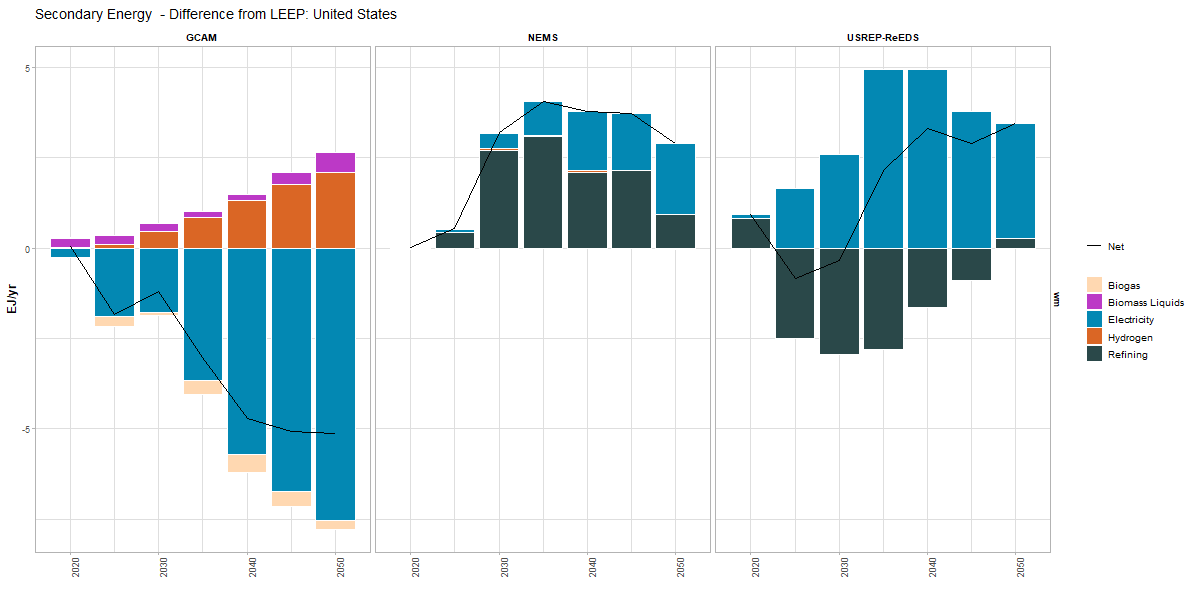 Secondary Energy  - Difference from LEEP: United States
GCAM
NEMS
USREP-ReEDS
EJ/yr
5
0
-5
2020
2030
2040
2050
2020
2030
2040
2050
2020
2030
2040
2050
wm
Net
Biogas
Biomass Liquids
Electricity
Hydrogen
Refining